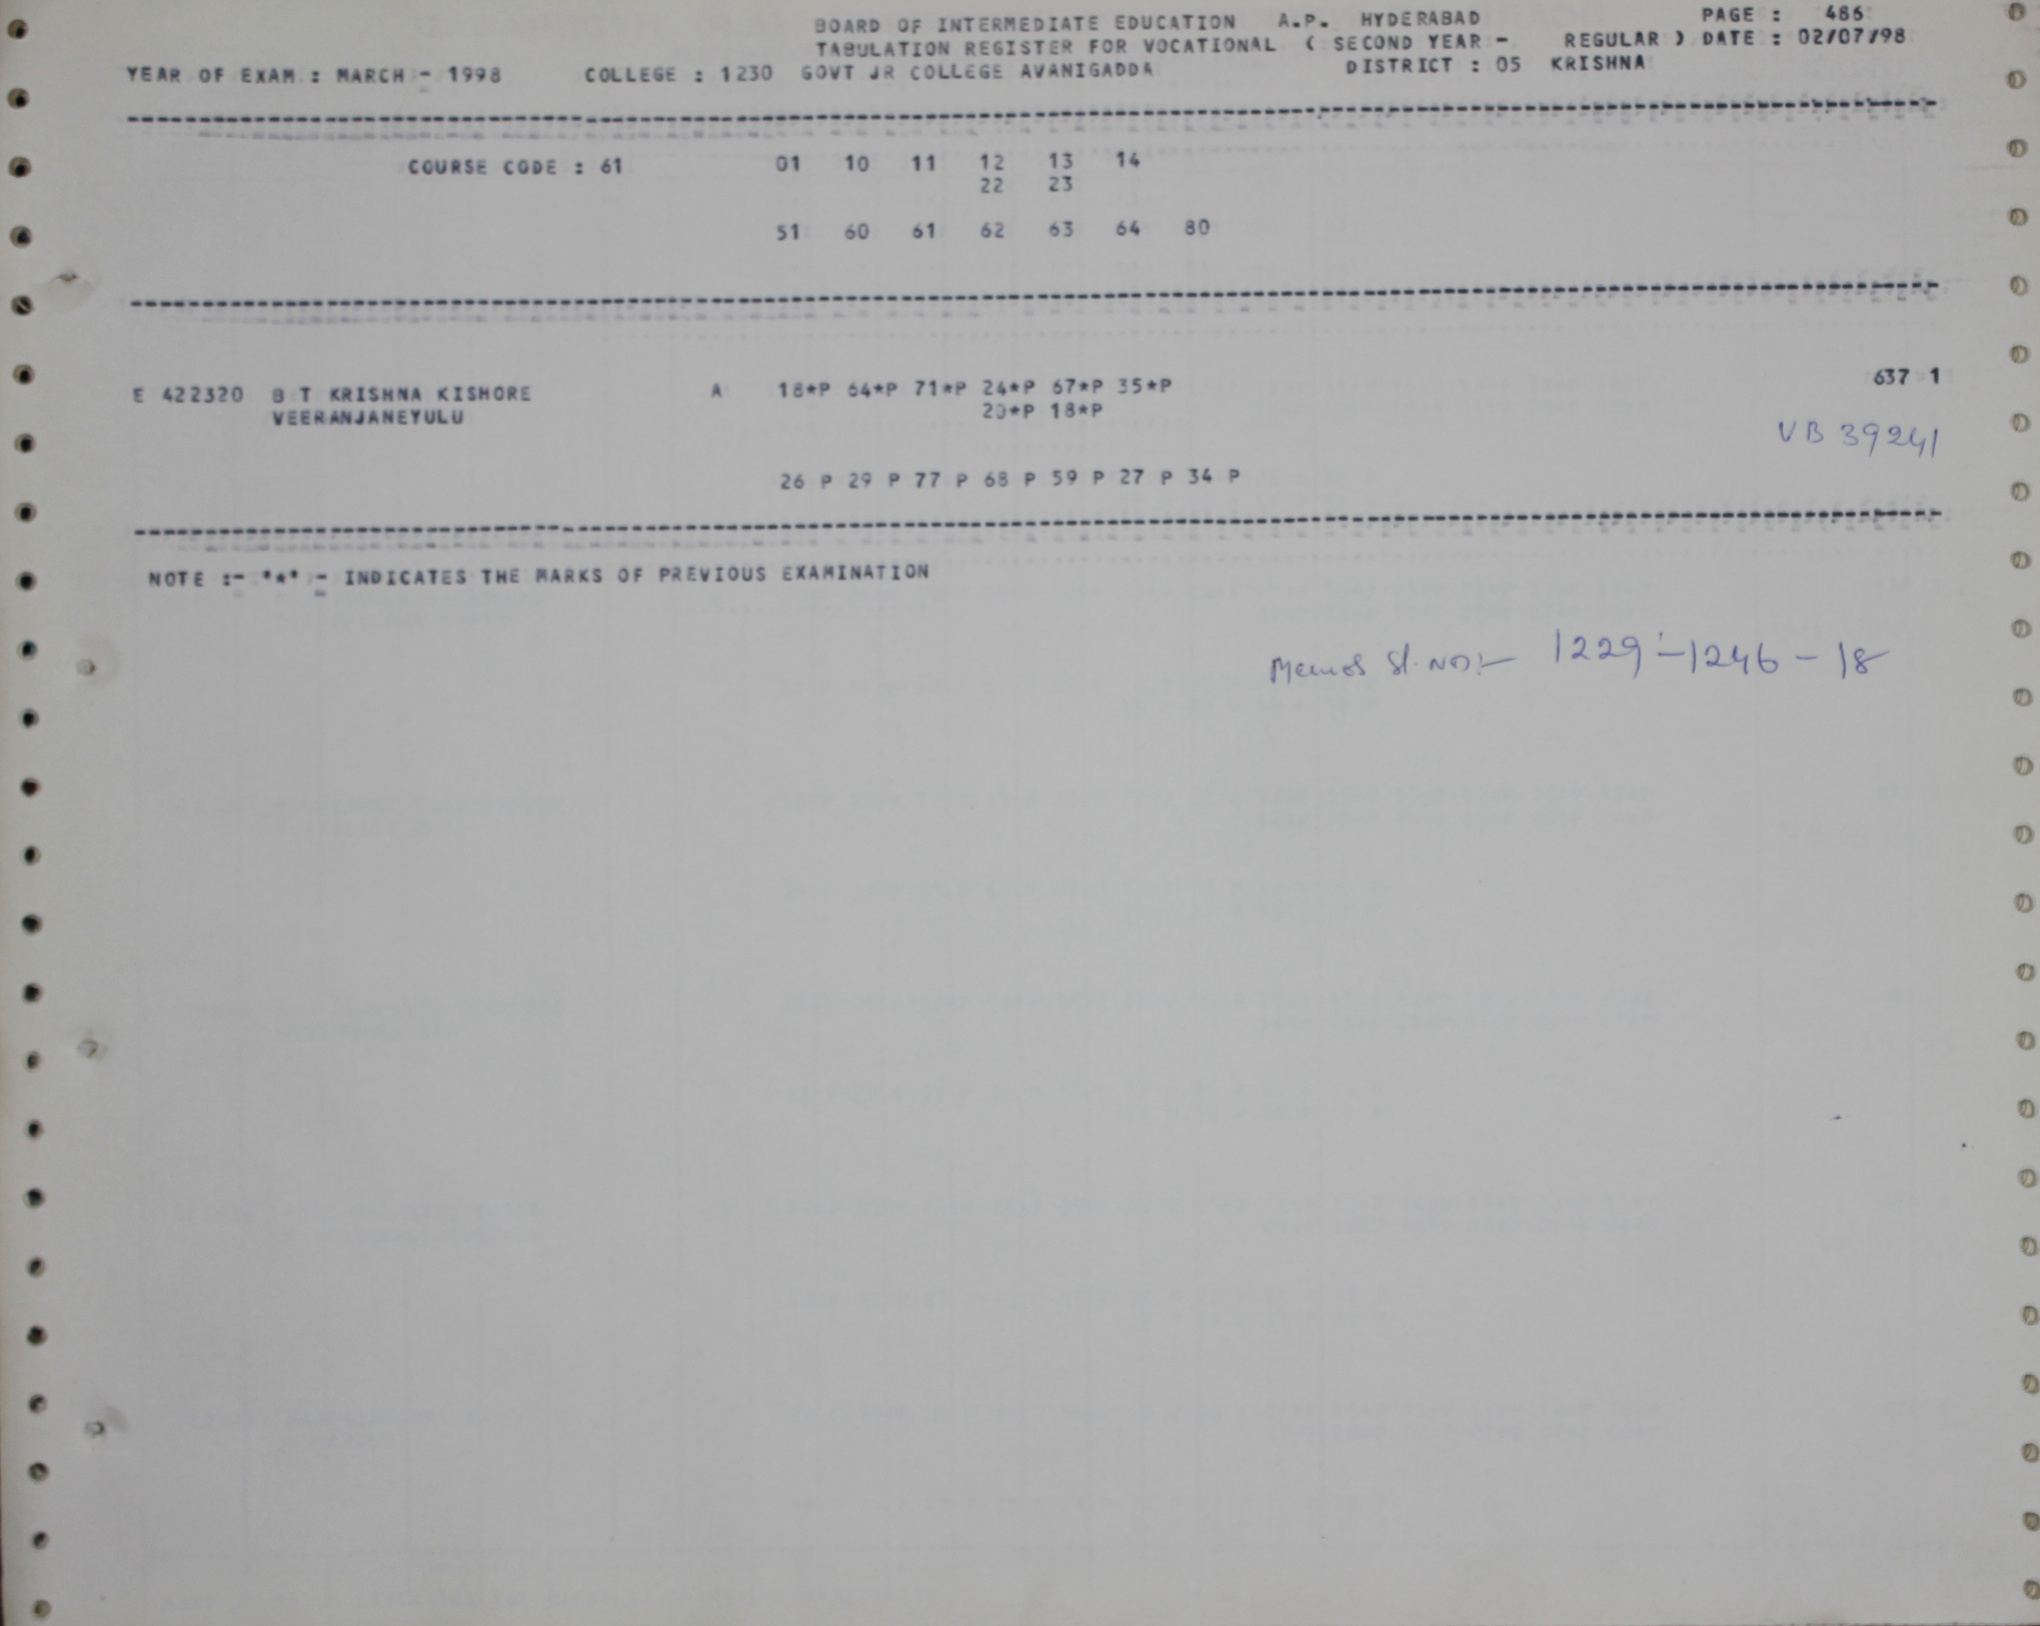 BOARD OF INTERMEDIATE EDUCATION A.P. HYDERABAD PAGE : 486
TABULATION REGISTER FOR VOCATIONAL ( SECOND YEAR - REGULAR ) DATE : 02/07/98
YEAR OF EXAM : MARCH - 1998 COLLEGE : 1230 GOVT JR COLLEGE AVANIGADDA DISTRICT : 05 KRISHNA
COURSE CODE : 61 01 10 11 12 13 14
22 23
51 60 61 62 63 64 80
E 422320 B T KRISHNA KISHORE A 18*P 64*P 71*P 24*P 67*P 35*P 637 1
VEERANJANEYULU 20*P 18*P
VB 39241
26 P 29 P 77 P 68 P 59 P 27 P 34 P
NOTE :- '*' - INDICATES THE MARKS OF PREVIOUS EXAMINATION
Memos Sl. No:- 1229-1246-18